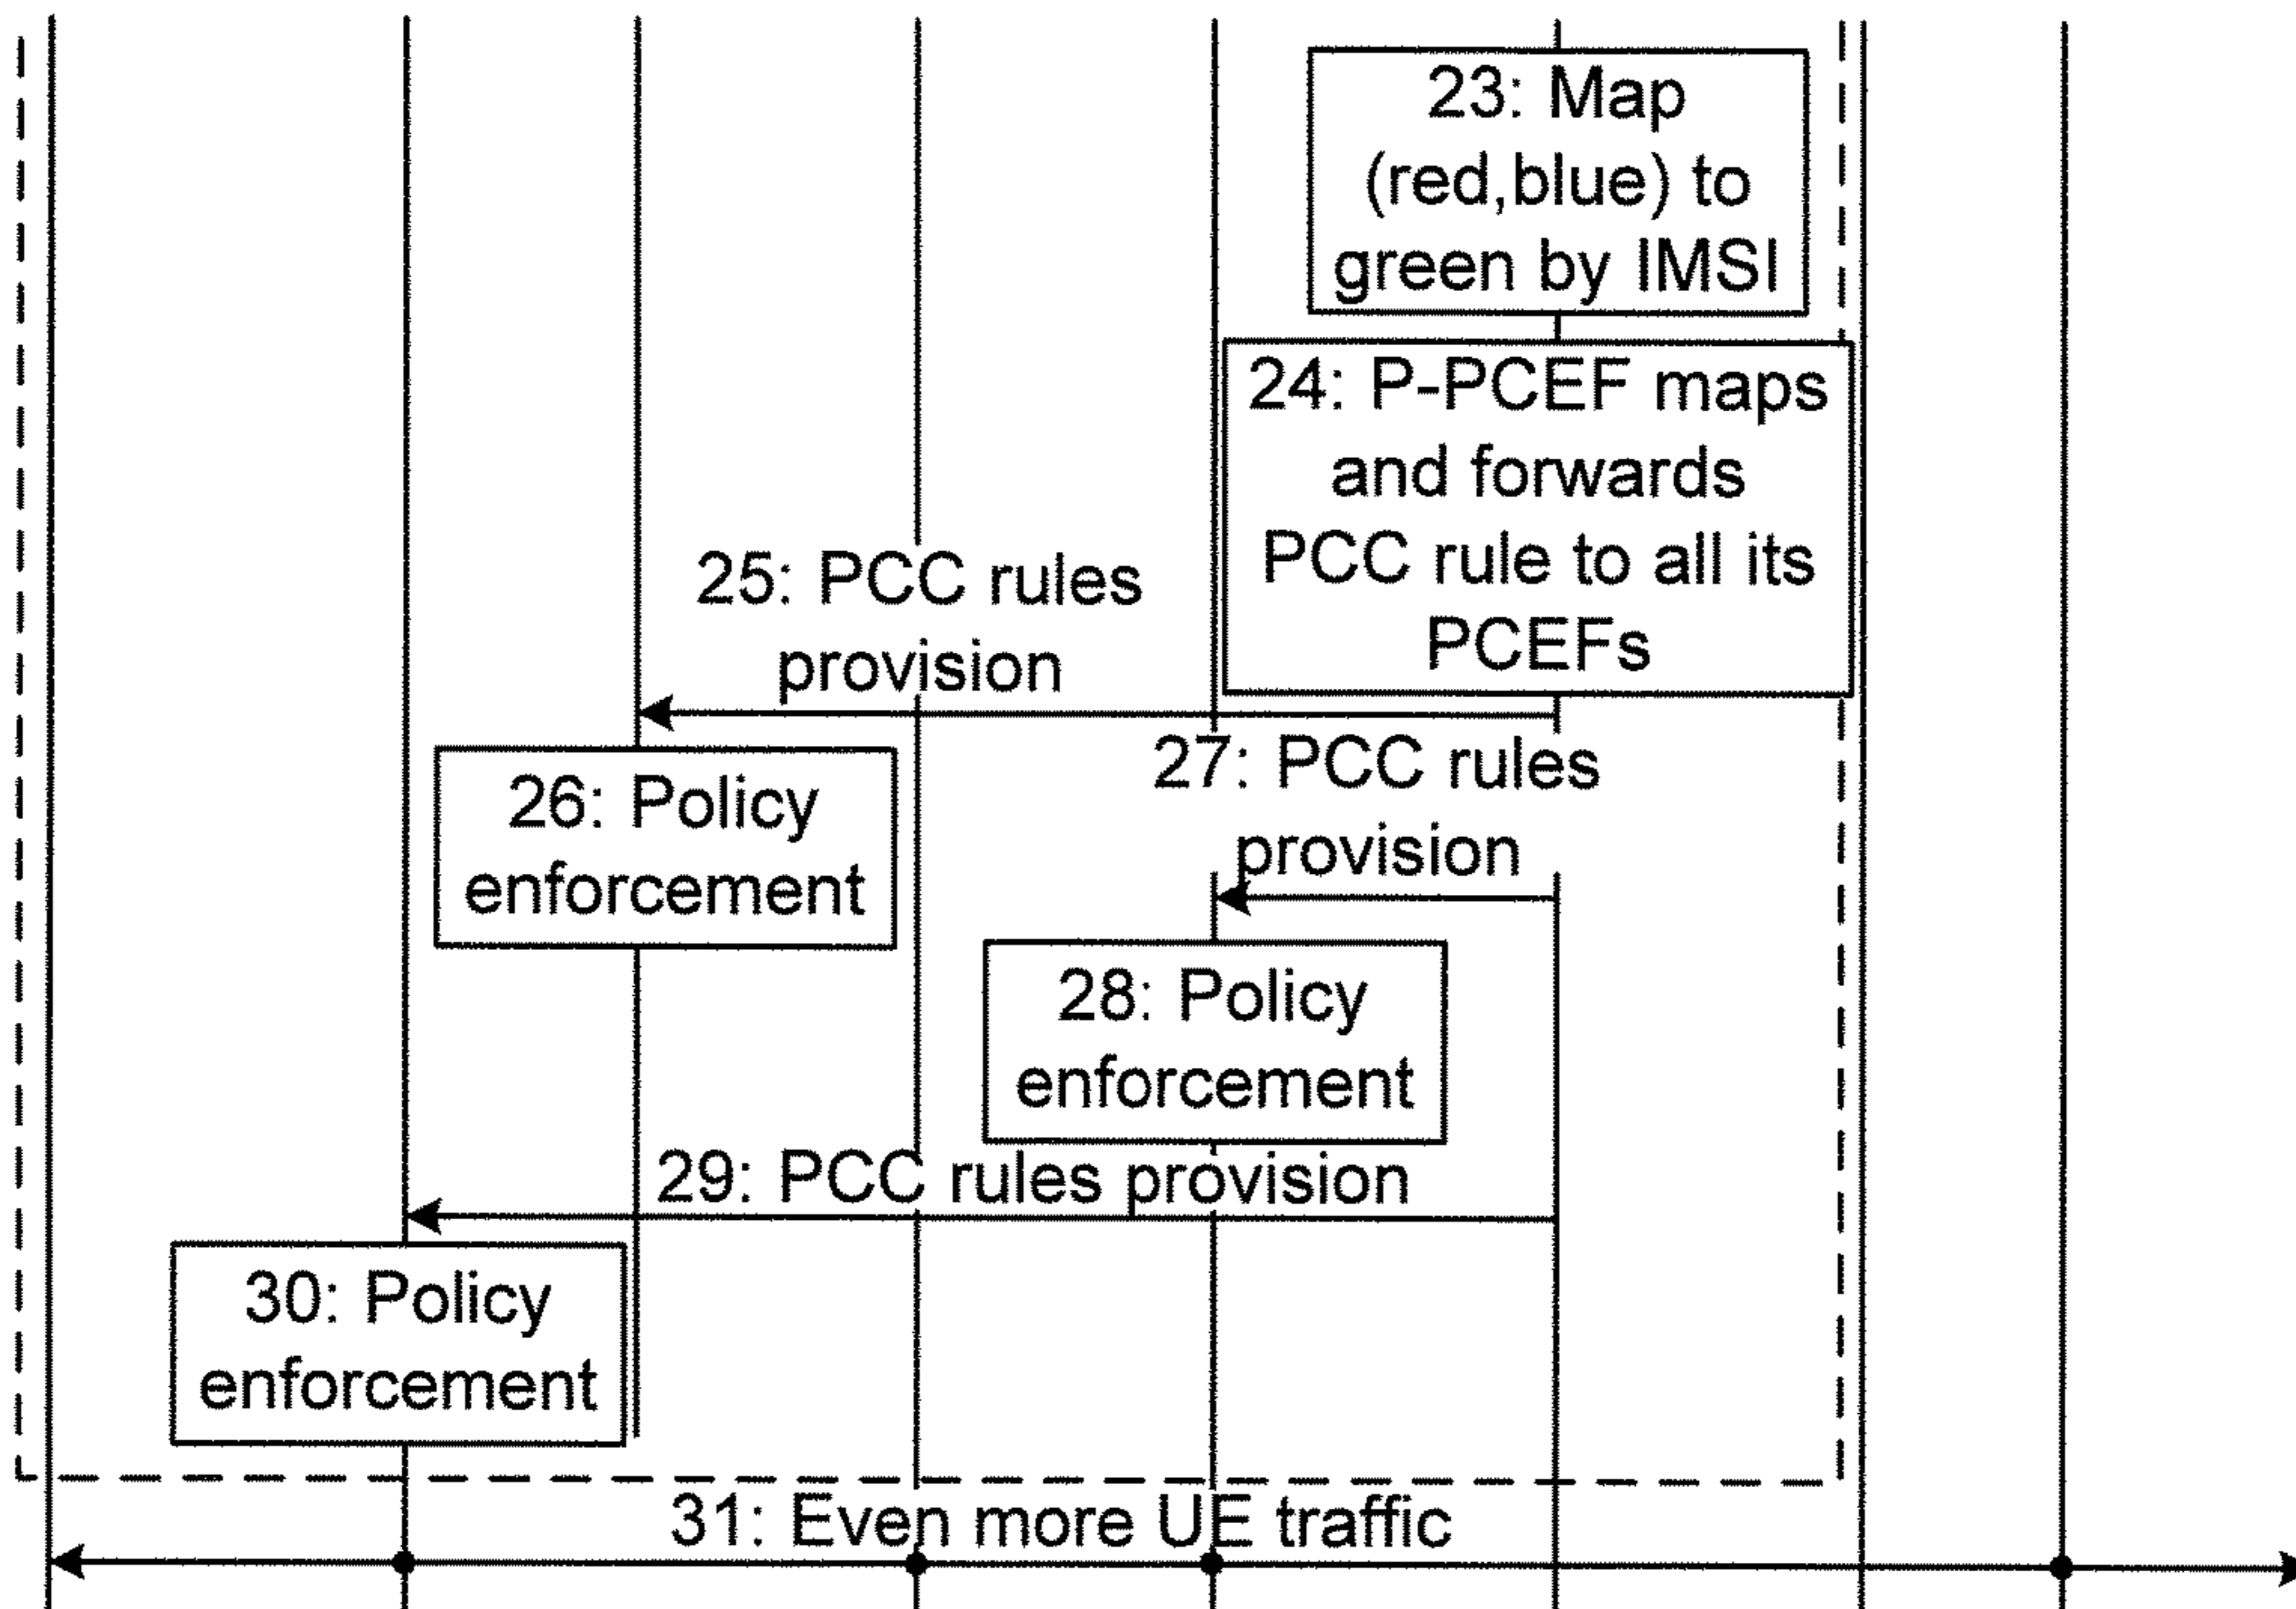 23: Map
(red,blue) to
green by IMSI
24: P-PCEF maps
and forwards
PCC rule to all its
PCEFs
25: PCC rules
provision
27: PCC rules
provision
26: Policy
enforcement
28: Policy
enforcement
29: PCC rules provision
30: Policy
enforcement
31: Even more UE traffic